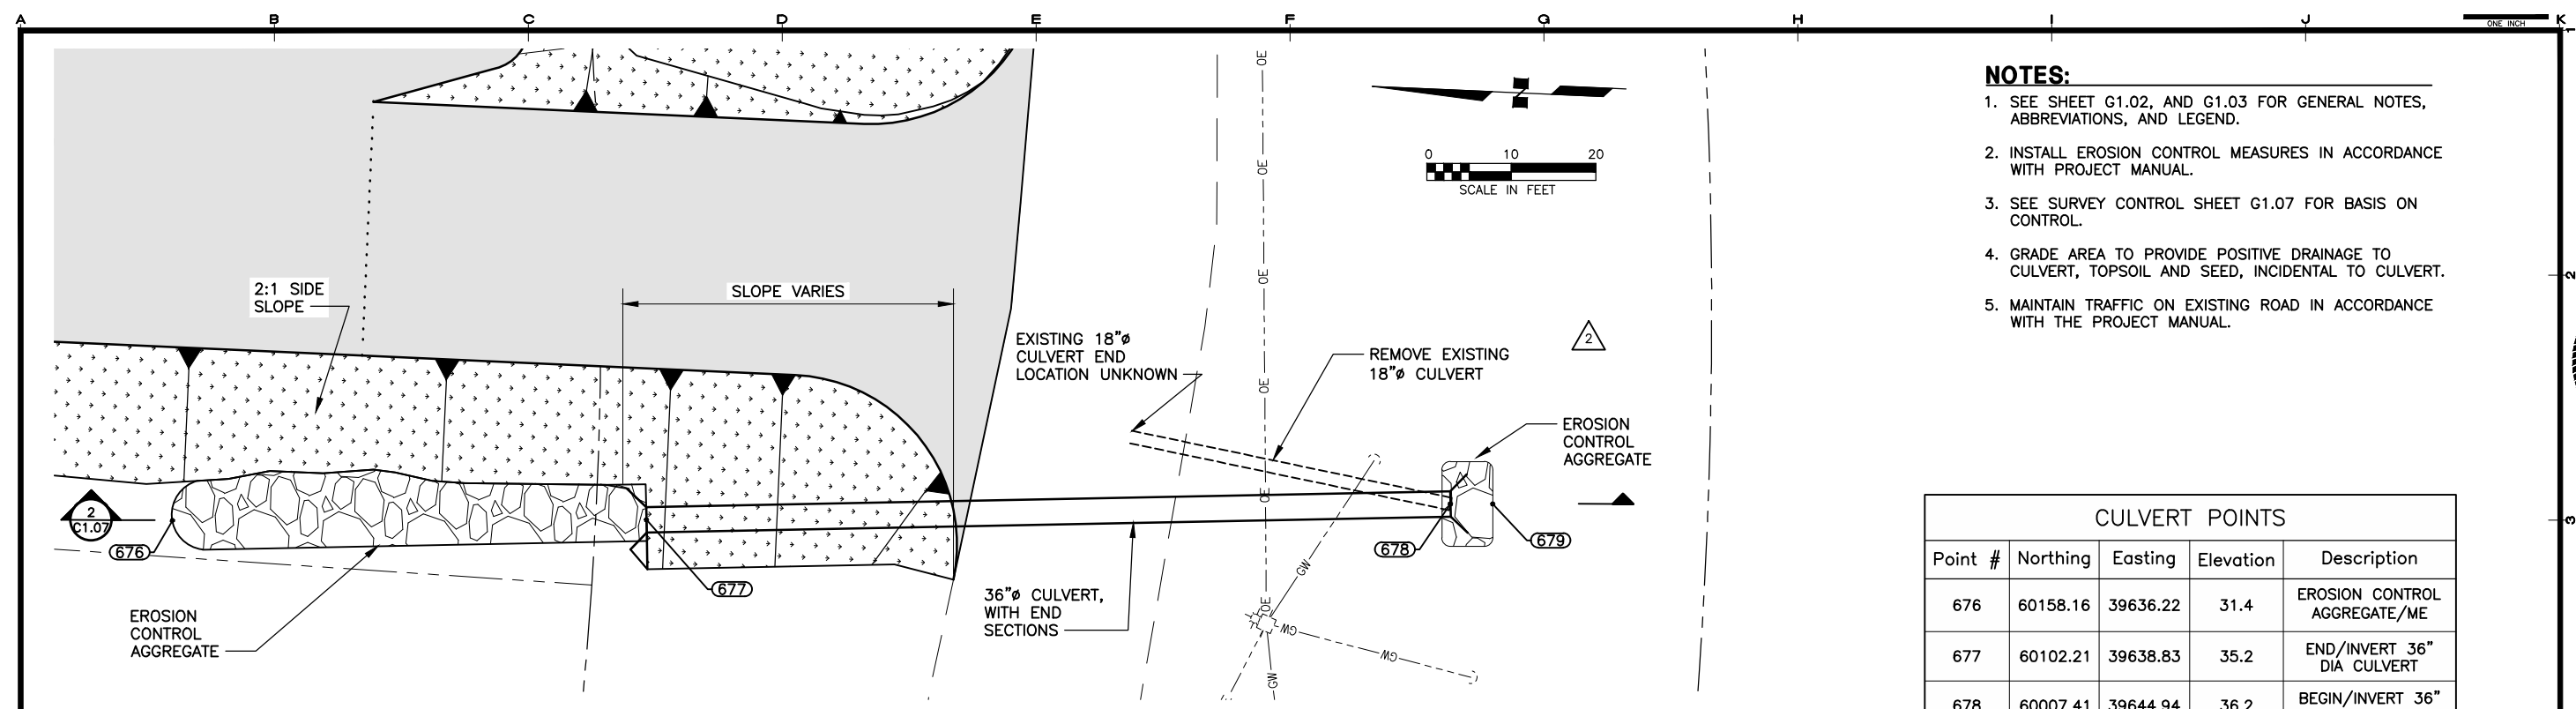 A B C D E F G H I J K
ONE INCH
1
2
3
OE
OE
OE
OE
OE
OE
0 10 20
SCALE IN FEET
2:1 SIDE
SLOPE
SLOPE VARIES
EXISTING 18"ø
CULVERT END
LOCATION UNKNOWN
REMOVE EXISTING
18"ø CULVERT
2
EROSION
CONTROL
AGGREGATE
2
C1.07
676
677
678
679
EROSION
CONTROL
AGGREGATE
36"ø CULVERT,
WITH END
SECTIONS
GW
GW
GW
GW
NOTES:
1. SEE SHEET G1.02, AND G1.03 FOR GENERAL NOTES,
ABBREVIATIONS, AND LEGEND.
2. INSTALL EROSION CONTROL MEASURES IN ACCORDANCE
WITH PROJECT MANUAL.
3. SEE SURVEY CONTROL SHEET G1.07 FOR BASIS ON
CONTROL.
4. GRADE AREA TO PROVIDE POSITIVE DRAINAGE TO
CULVERT, TOPSOIL AND SEED, INCIDENTAL TO CULVERT.
5. MAINTAIN TRAFFIC ON EXISTING ROAD IN ACCORDANCE
WITH THE PROJECT MANUAL.
CULVERT POINTS
Point # Northing Easting Elevation Description
676 60158.16 39636.22 31.4 EROSION CONTROL
AGGREGATE/ME
677 60102.21 39638.83 35.2 END/INVERT 36"
DIA CULVERT
678 60007.41 39644.94 36.2 BEGIN/INVERT 36"